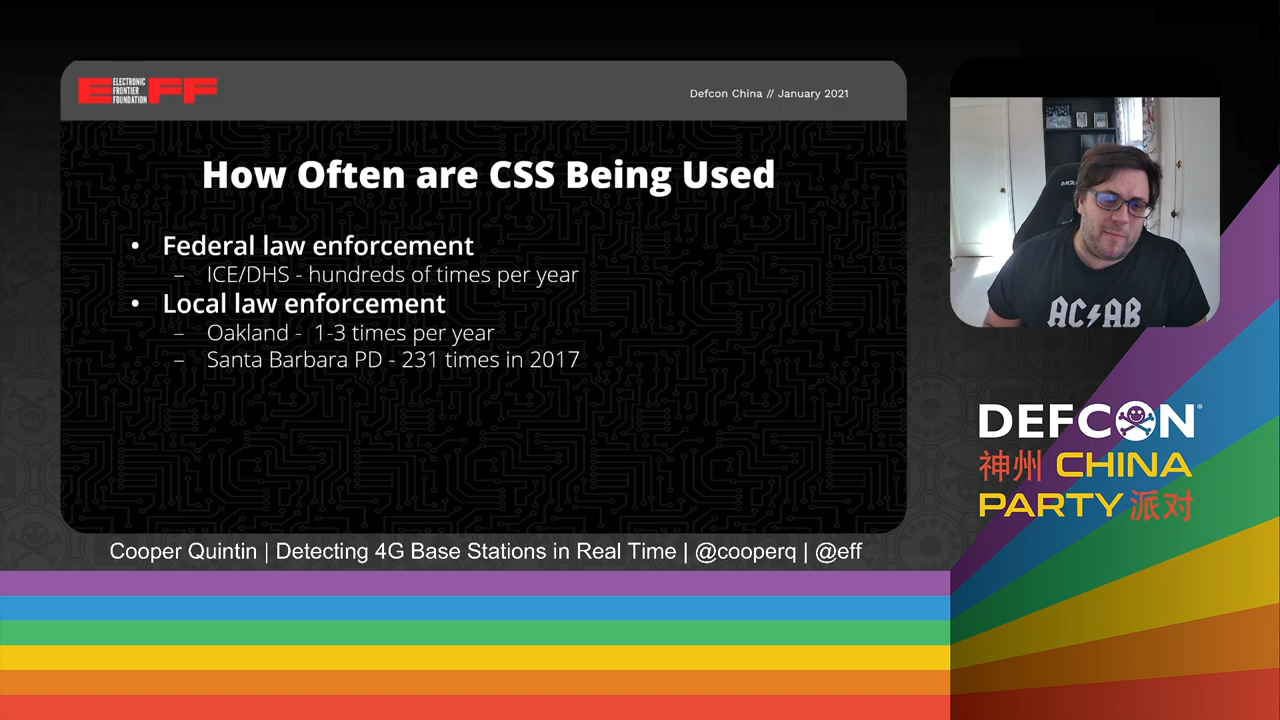 ELECTRONIC
FRONTIER
FOUNDATION
EFF
Defcon China // January 2021
How Often are CSS Being Used
• Federal law enforcement
– ICE/DHS - hundreds of times per year
• Local law enforcement
– Oakland - 1-3 times per year
– Santa Barbara PD - 231 times in 2017
Cooper Quintin | Detecting 4G Base Stations in Real Time | @cooperq | @eff
AKRA
AC⚡AB
DEFCON®
神州 CHINA
PARTY 派对